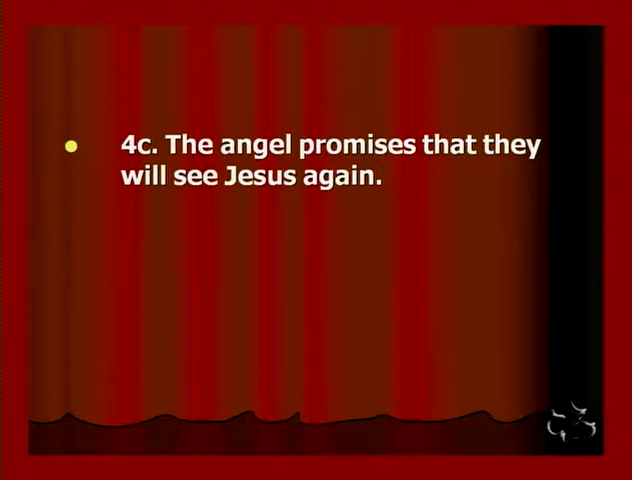 4c. The angel promises that they
will see Jesus again.